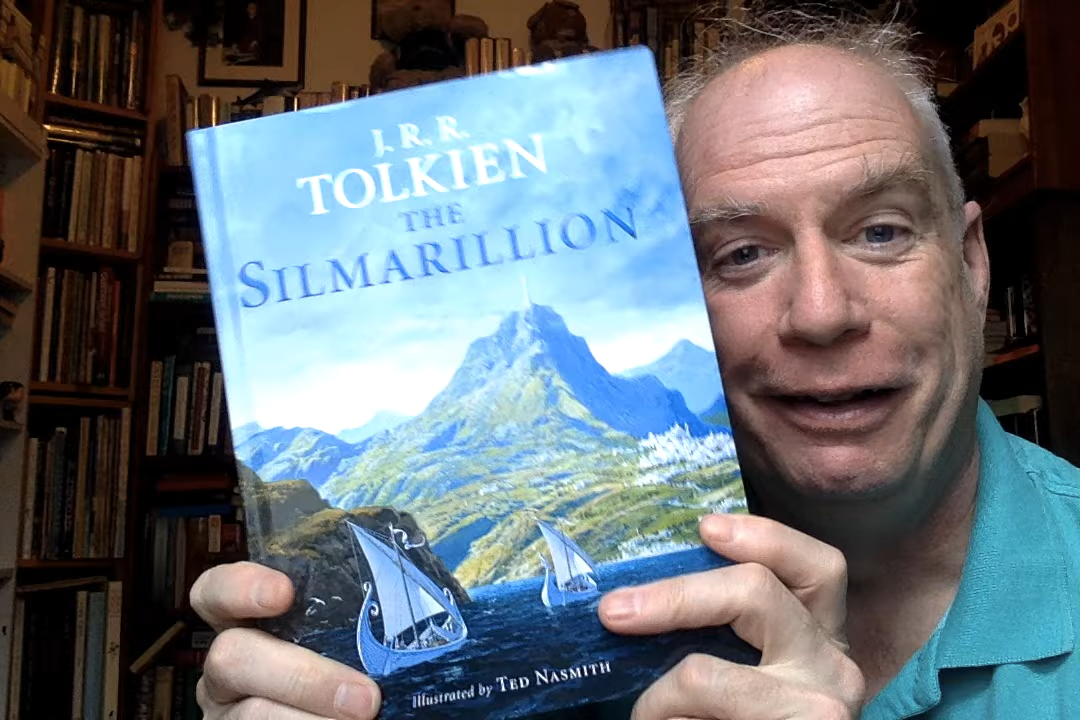 J. R. R.
TOLKIEN
THE
SILMARILLION
Illustrated by TED NASMITH